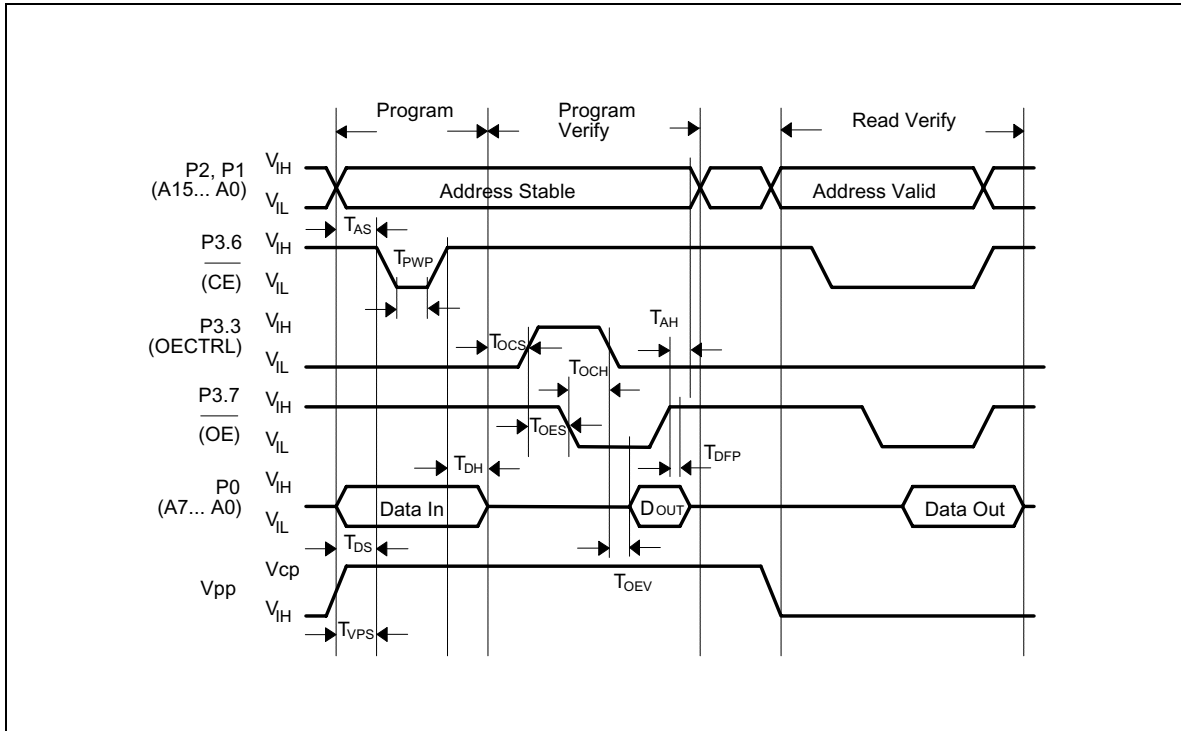 Program
Program
Verify
Read Verify
P2, P1
(A15... A0)
VIH
VIL
Address Stable
Address Valid
TAS
P3.6
(CE)
VIH
VIL
TPWP
P3.3
(OECTRL)
VIH
VIL
TOCS
TAH
TOCH
P3.7
(OE)
VIH
VIL
TOES
TDFP
TDH
P0
(A7... A0)
VIH
VIL
Data In
DOUT
Data Out
TDS
Vpp
Vcp
VIH
TOEV
TVPS